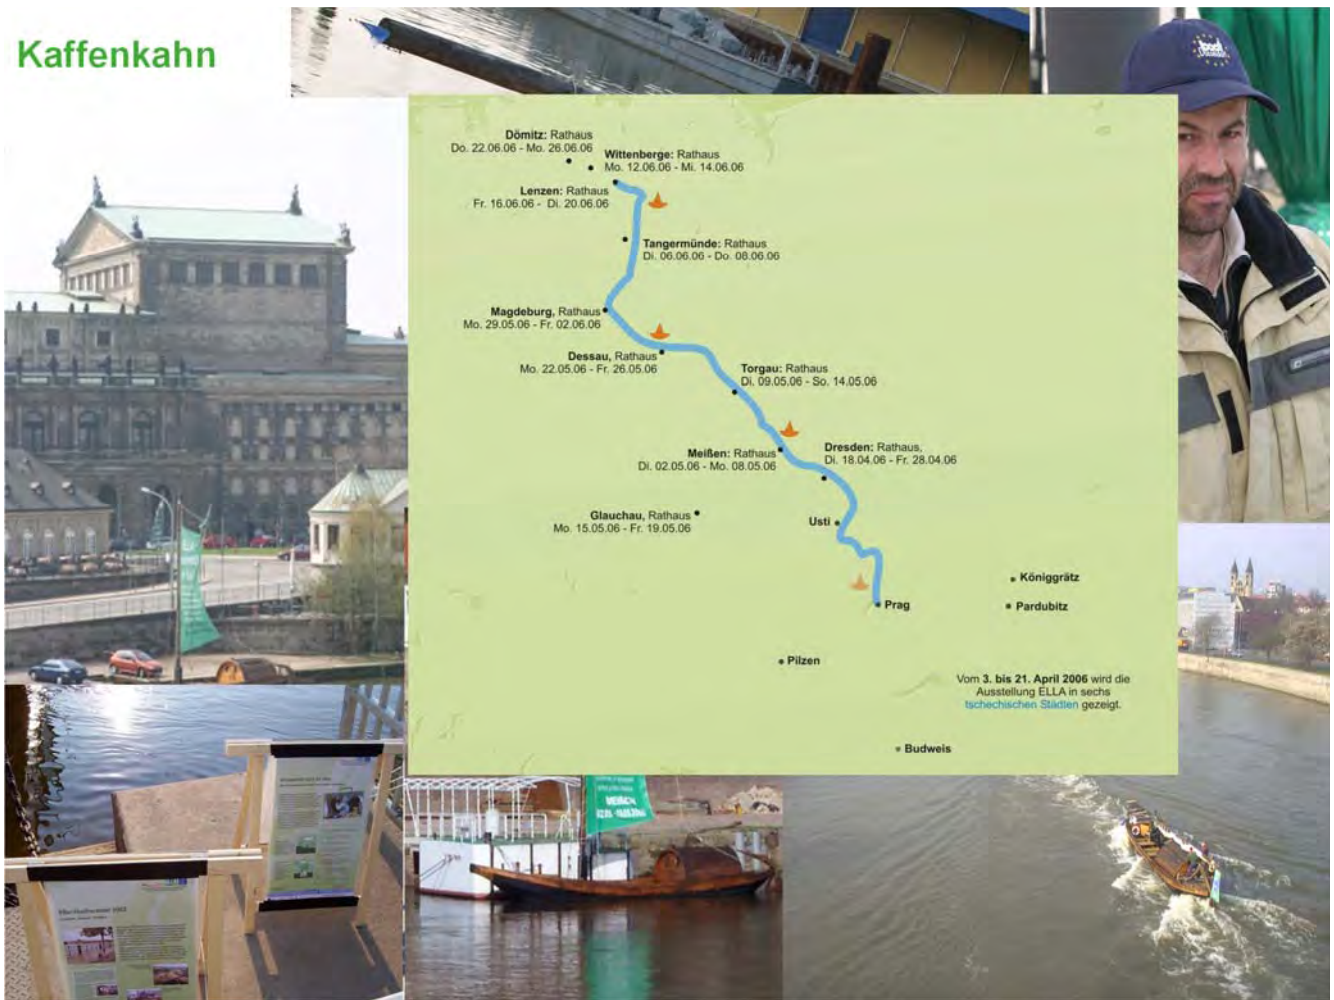 Kaffenkahn
Dömitz: Rathaus
Do. 22.06.06 - Mo. 26.06.06
Wittenberge: Rathaus
Mo. 12.06.06 - Mi. 14.06.06
Lenzen: Rathaus
Fr. 16.06.06 - Di. 20.06.06
Tangermünde: Rathaus
Di. 06.06.06 - Do. 08.06.06
Magdeburg, Rathaus
Mo. 29.05.06 - Fr. 02.06.06
Dessau, Rathaus
Mo. 22.05.06 - Fr. 26.05.06
Torgau: Rathaus
Di. 09.05.06 - So. 14.05.06
Meißen: Rathaus
Di. 02.05.06 - Mo. 08.05.06
Dresden: Rathaus,
Di. 18.04.06 - Fr. 28.04.06
Glauchau, Rathaus
Mo. 15.05.06 - Fr. 19.05.06
Usti
Königgrätz
Prag
Pardubitz
Pilzen
Vom 3. bis 21. April 2006 wird die
Ausstellung ELLA in sechs
tschechischen Städten gezeigt.
Budweis